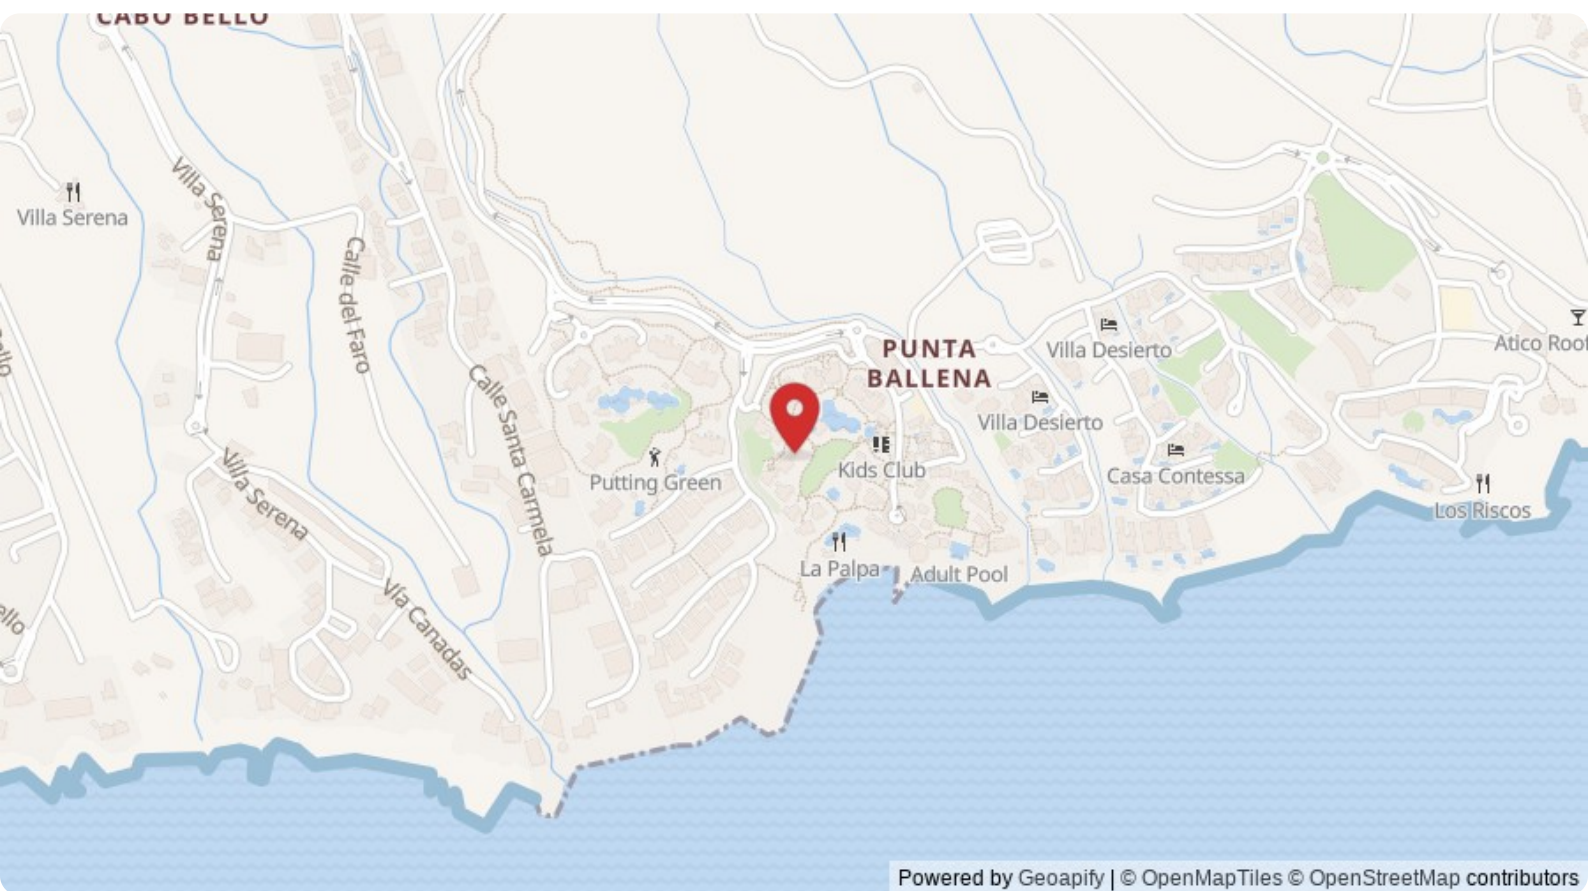 CABO BELLO
Villa Serena
Villa Serena
Calle del Faro
PUNTA
BALLENA
Villa Desierto
Atico Roof
Calle Santa Carmela
Villa Desierto
Putting Green
Kids Club
Casa Contessa
Villa Serena
Los Riscos
La Palpa
Adult Pool
Vía Canadas
Powered by Geoapify | © OpenMapTiles © OpenStreetMap contributors